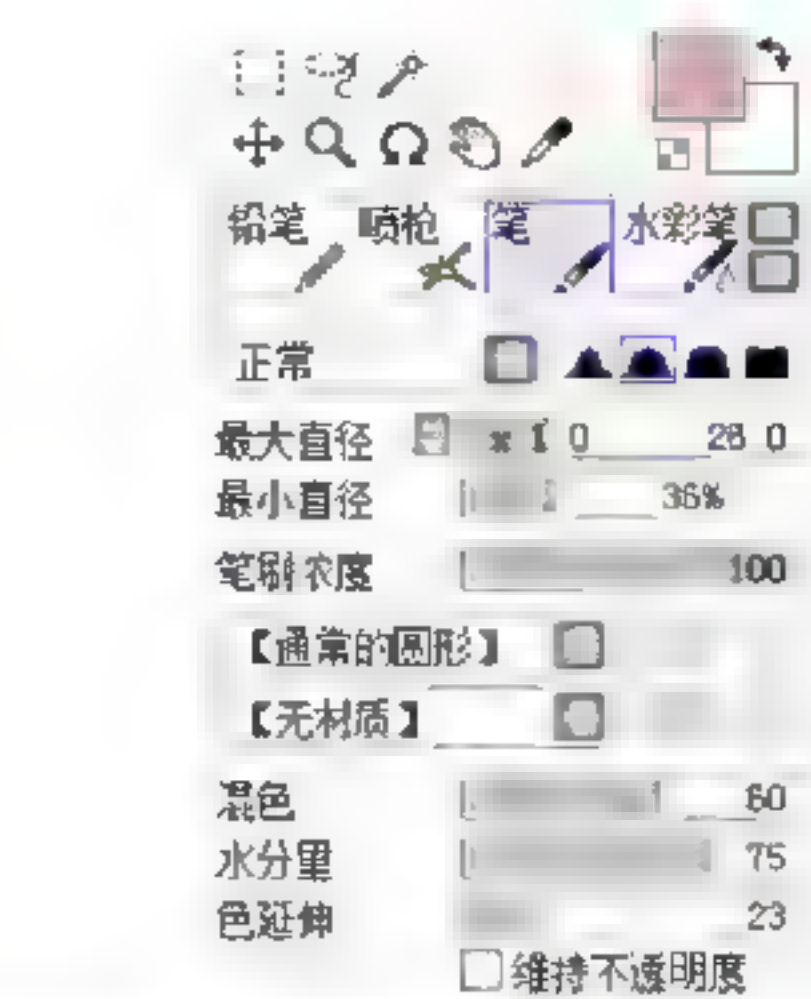 铅笔 喷枪 笔 水彩笔
正常
最大直径 x 1 0 26 0
最小直径 36%
笔刷浓度 100
【通常的圆形】
【无材质】
混色 60
水分量 75
色延伸 23
维持不透明度